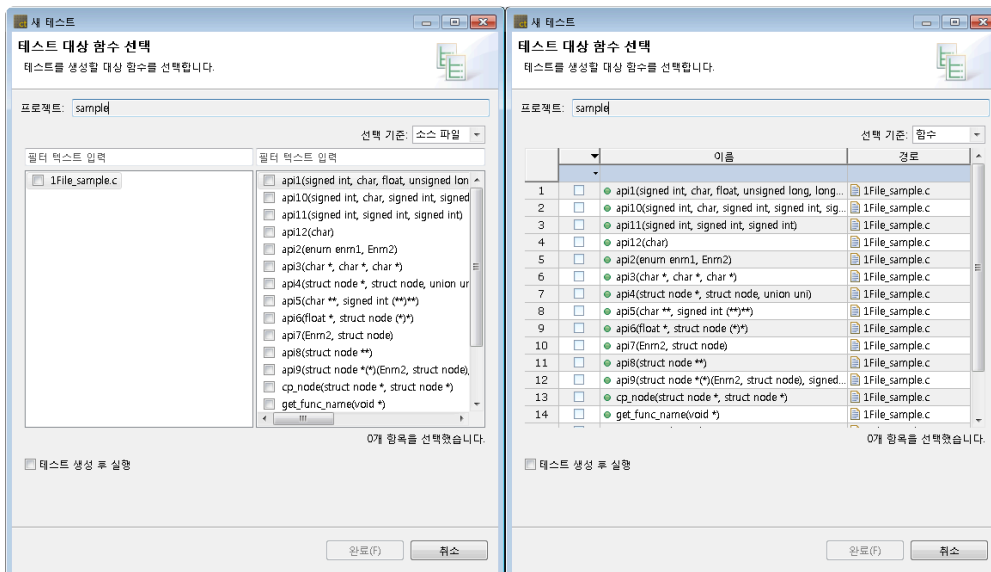 새 테스트
테스트 대상 함수 선택
테스트를 생성할 대상 함수를 선택합니다.
프로젝트: sample
선택 기준: 소스 파일
필터 텍스트 입력 필터 텍스트 입력
1File_sample.c
api1(signed int, char, float, unsigned lon
api10(signed int, char, signed int, signed
api11(signed int, signed int, signed int)
api12(char)
api2(enum enm1, Enm2)
api3(char *, char *, char *)
api4(struct node *, struct node, union ur
api5(char **, signed int (**)**)
api6(float *, struct node (*)*)
api7(Enm2, struct node)
api8(struct node **)
api9(struct node *(*)(Enm2, struct node),
cp_node(struct node *, struct node *)
get_func_name(void *)
0개 항목을 선택했습니다.
테스트 생성 후 실행
완료(F) 취소
새 테스트
테스트 대상 함수 선택
테스트를 생성할 대상 함수를 선택합니다.
프로젝트: sample
선택 기준: 함수
이름 경로
1 api1(signed int, char, float, unsigned long, long... 1File_sample.c
2 api10(signed int, char, signed int, signed int, sig... 1File_sample.c
3 api11(signed int, signed int, signed int) 1File_sample.c
4 api12(char) 1File_sample.c
5 api2(enum enm1, Enm2) 1File_sample.c
6 api3(char *, char *, char *) 1File_sample.c
7 api4(struct node *, struct node, union uni) 1File_sample.c
8 api5(char **, signed int (**)**) 1File_sample.c
9 api6(float *, struct node (*)*) 1File_sample.c
10 api7(Enm2, struct node) 1File_sample.c
11 api8(struct node **) 1File_sample.c
12 api9(struct node *(*)(Enm2, struct node), signed... 1File_sample.c
13 cp_node(struct node *, struct node *) 1File_sample.c
14 get_func_name(void *) 1File_sample.c
0개 항목을 선택했습니다.
테스트 생성 후 실행
완료(F) 취소